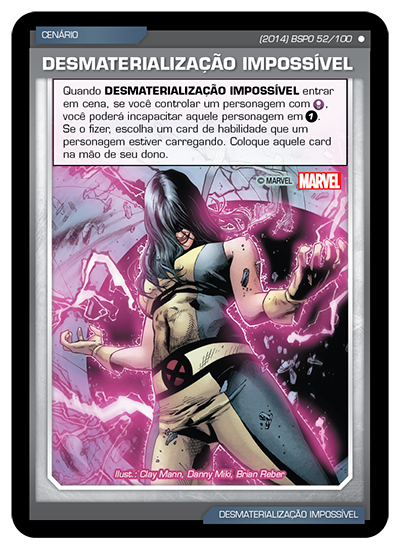 CENÁRIO
(2014) BSPO 52/100
DESMATERIALIZAÇÃO IMPOSSÍVEL
Quando DESMATERIALIZAÇÃO IMPOSSÍVEL entrar
em cena, se você controlar um personagem com ,
você poderá incapacitar aquele personagem em 1.
Se o fizer, escolha um card de habilidade que um
personagem estiver carregando. Coloque aquele card
na mão de seu dono.
© MARVEL MARVEL
Ilust.: Clay Mann, Danny Miki, Brian Reber
DESMATERIALIZAÇÃO IMPOSSÍVEL